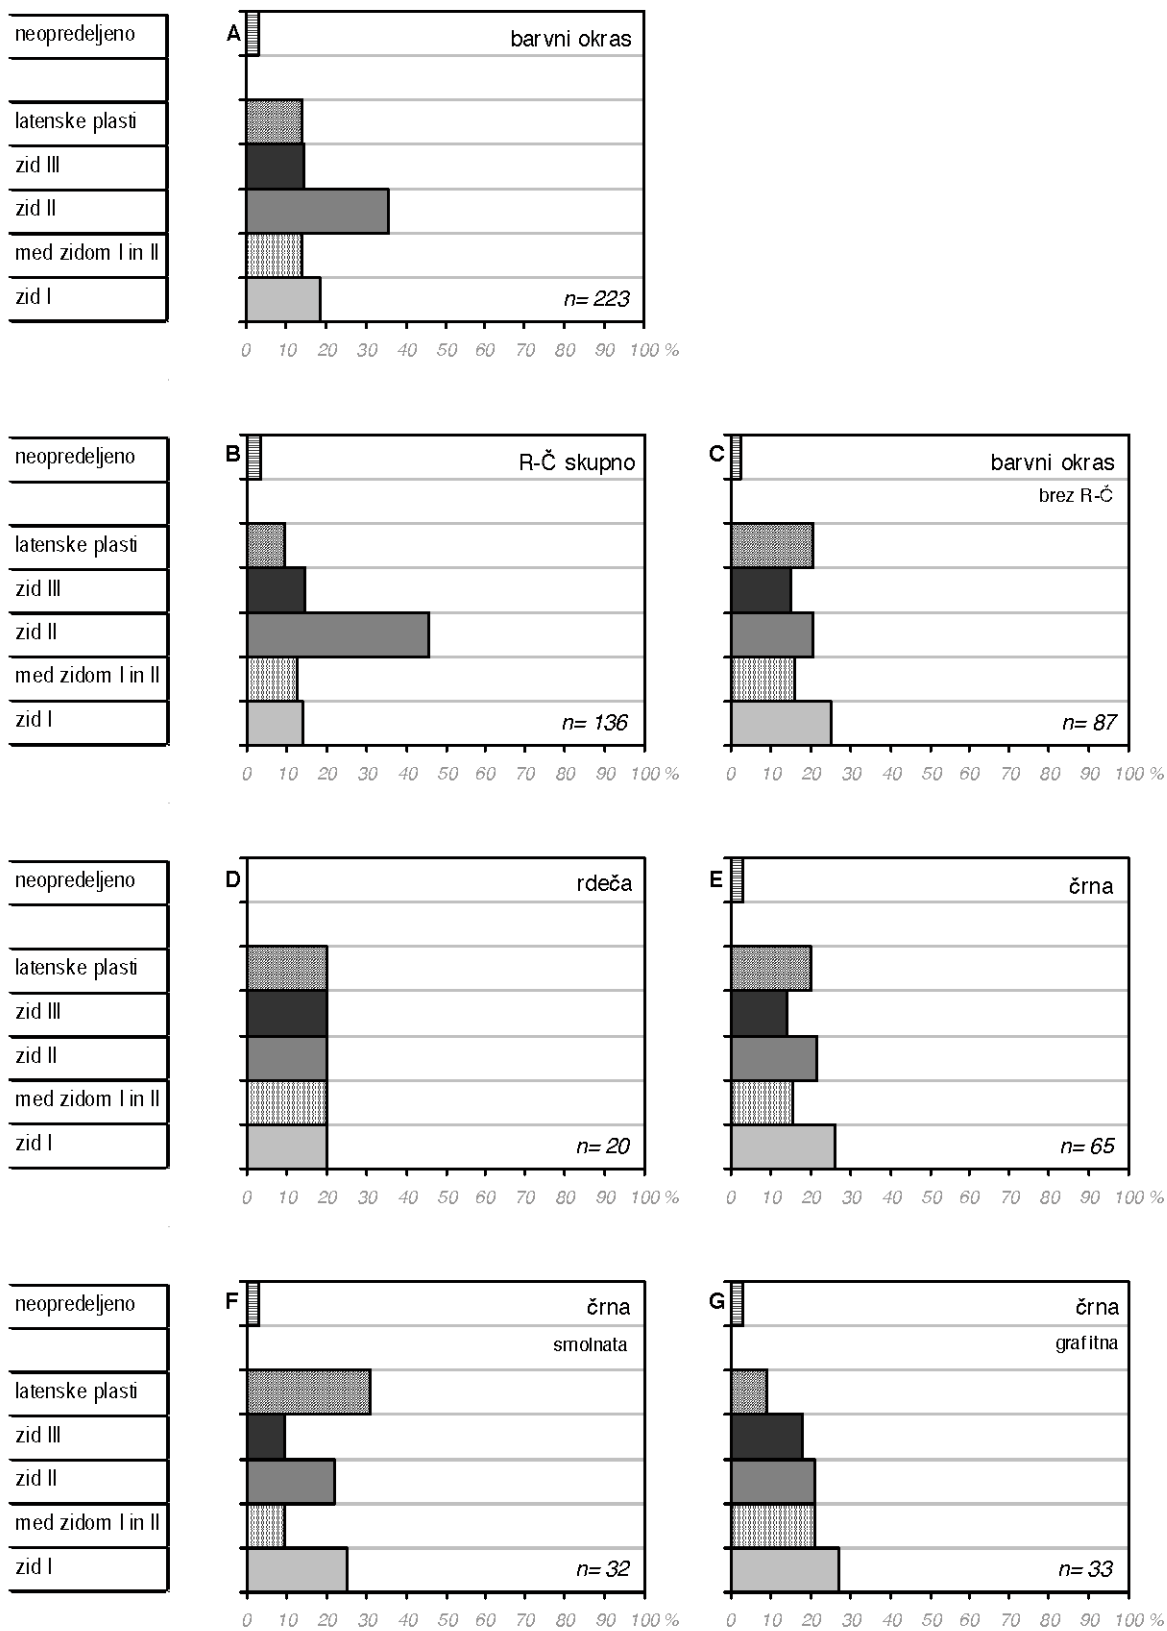 neopredeljeno
latenske plasti
zid III
zid II
med zidom I in II
zid I
A
barvni okras
n= 223
0 10 20 30 40 50 60 70 80 90 100 %
neopredeljeno
latenske plasti
zid III
zid II
med zidom I in II
zid I
B
R-Č skupno
n= 136
0 10 20 30 40 50 60 70 80 90 100 %
C
barvni okras
brez R-Č
n= 87
0 10 20 30 40 50 60 70 80 90 100 %
neopredeljeno
latenske plasti
zid III
zid II
med zidom I in II
zid I
D
rdeča
n= 20
0 10 20 30 40 50 60 70 80 90 100 %
E
črna
n= 65
0 10 20 30 40 50 60 70 80 90 100 %
neopredeljeno
latenske plasti
zid III
zid II
med zidom I in II
zid I
F
črna
smolnata
n= 32
0 10 20 30 40 50 60 70 80 90 100 %
G
črna
grafitna
n= 33
0 10 20 30 40 50 60 70 80 90 100 %